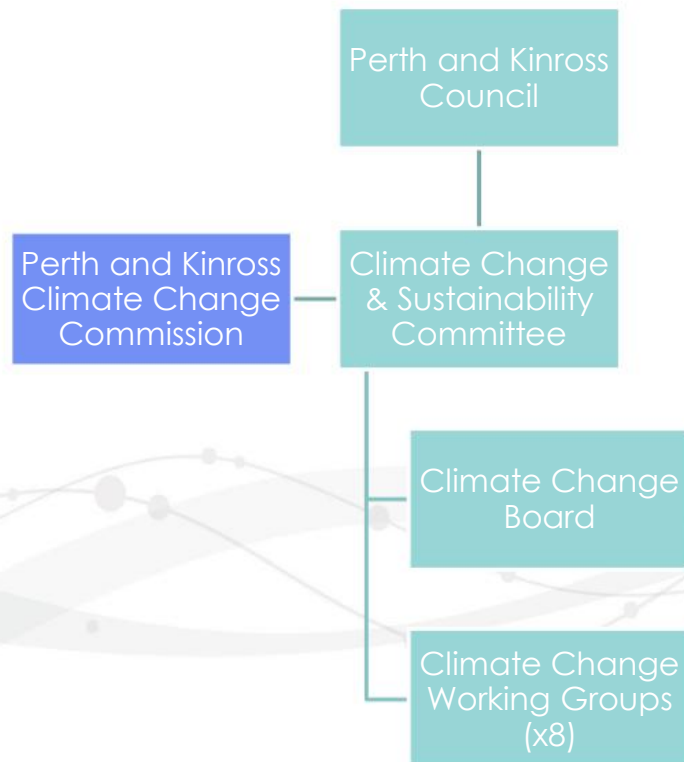 Perth and Kinross
Council
Perth and Kinross
Climate Change
Commission
Climate Change
& Sustainability
Committee
Climate Change
Board
Climate Change
Working Groups
(x8)